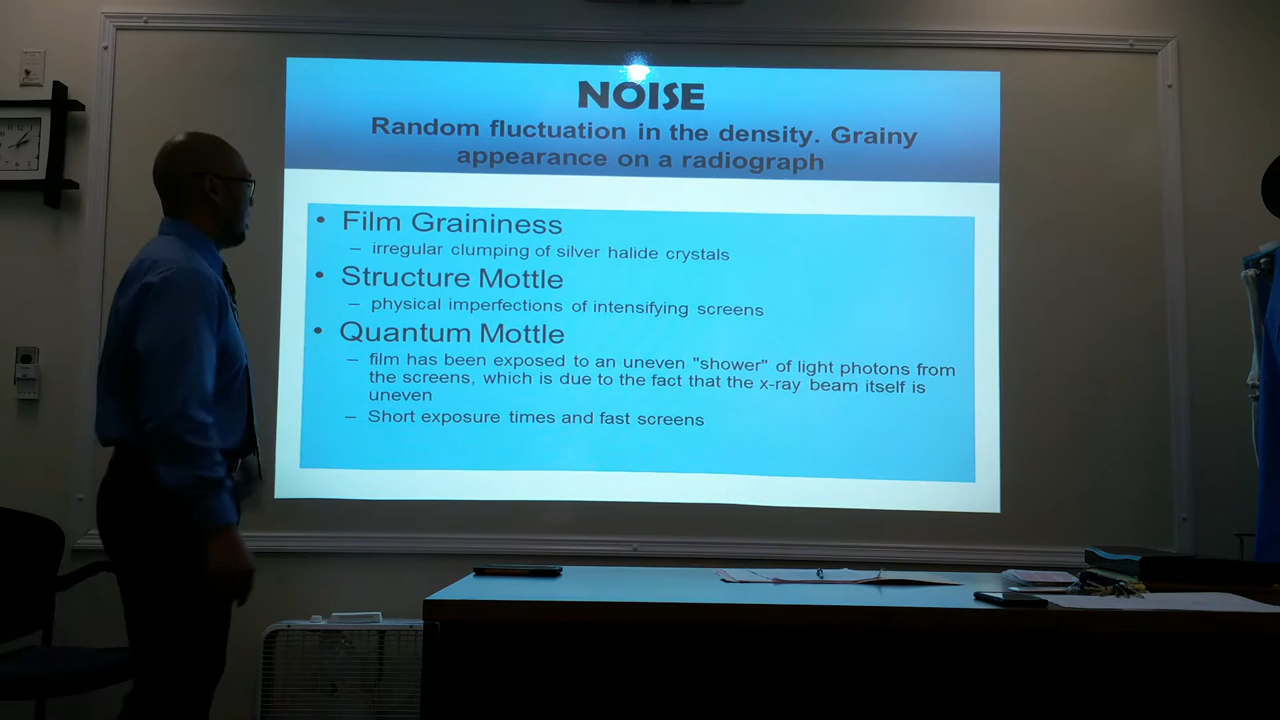 NOISE
Random fluctuation in the density. Grainy
appearance on a radiograph
• Film Graininess
– irregular clumping of silver halide crystals
• Structure Mottle
– physical imperfections of intensifying screens
• Quantum Mottle
– film has been exposed to an uneven "shower" of light photons from
the screens, which is due to the fact that the x-ray beam itself is
uneven
– Short exposure times and fast screens